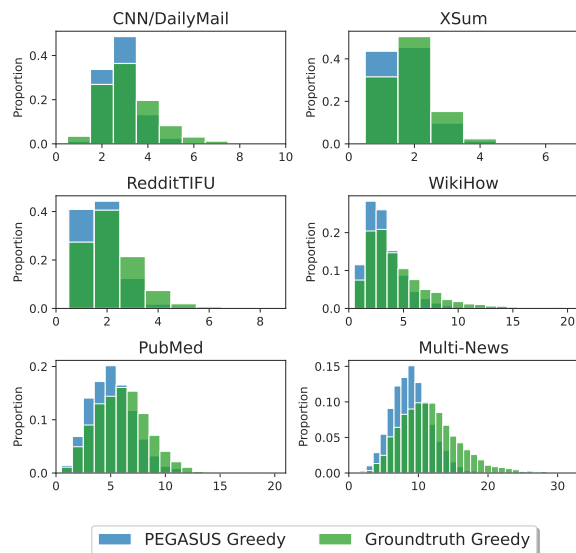 CNN/DailyMail
Proportion
0.4
0.2
0.0
0 2 4 6 8 10
XSum
Proportion
0.4
0.2
0.0
0 2 4 6
RedditTIFU
Proportion
0.4
0.2
0.0
0 2 4 6 8
WikiHow
Proportion
0.2
0.1
0.0
0 5 10 15 20
PubMed
Proportion
0.2
0.1
0.0
0 5 10 15 20
Multi-News
Proportion
0.15
0.10
0.05
0.00
0 10 20 30
PEGASUS Greedy Groundtruth Greedy